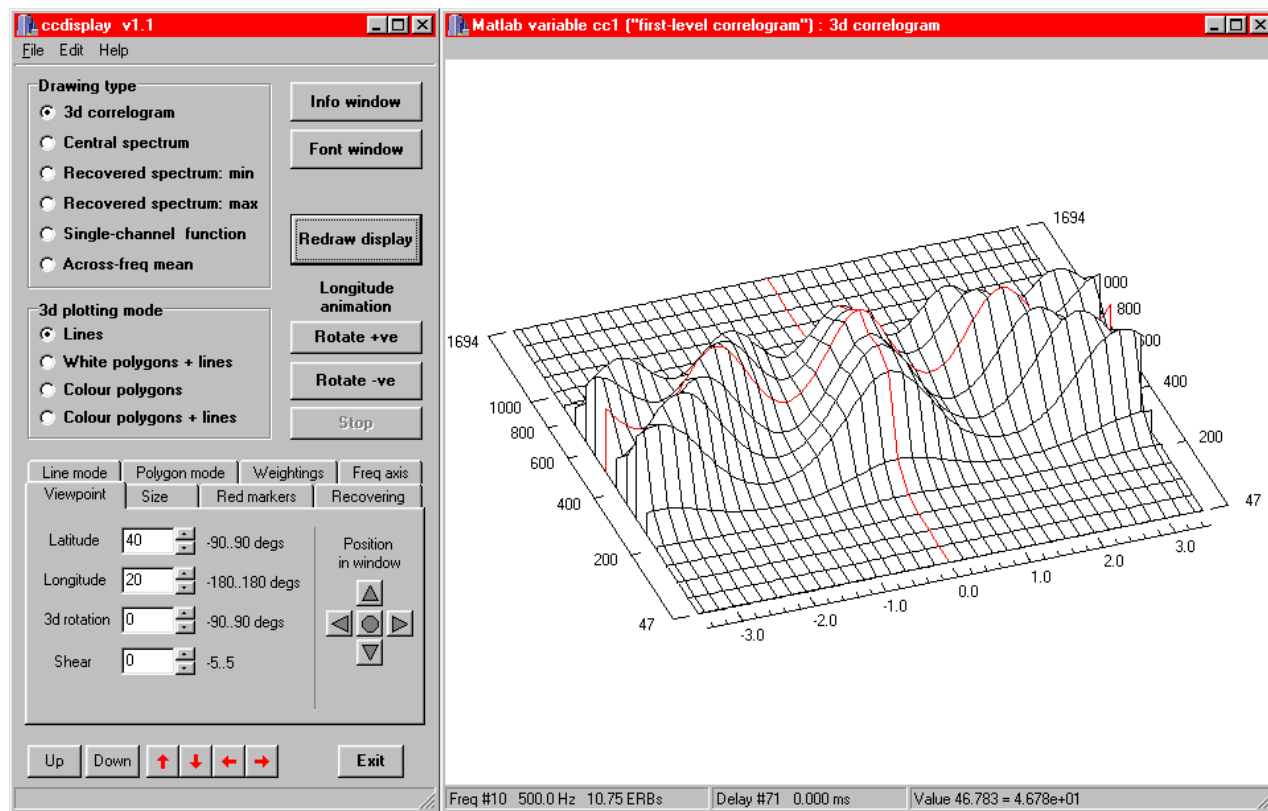 ccdisplay v1.1
File Edit Help
Drawing type
3d correlogram
Central spectrum
Recovered spectrum: min
Recovered spectrum: max
Single-channel function
Across-freq mean
Info window
Font window
Redraw display
Longitude
animation
Rotate +ve
Rotate -ve
Stop
3d plotting mode
Lines
White polygons + lines
Colour polygons
Colour polygons + lines
Line mode Polygon mode Weightings Freq axis
Viewpoint Size Red markers Recovering
Latitude 40 -90..90 degs
Longitude 20 -180..180 degs
3d rotation 0 -90..90 degs
Shear 0 -5..5
Position
in window
Up Down Exit
Matlab variable cc1 ("first-level correlogram") : 3d correlogram
1694
000
800
600
400
200
47
1694
1000
800
600
400
200
47
-3.0 -2.0 -1.0 0.0 1.0 2.0 3.0
Freq #10 500.0 Hz 10.75 ERBs Delay #71 0.000 ms Value 46.783 = 4.678e+01